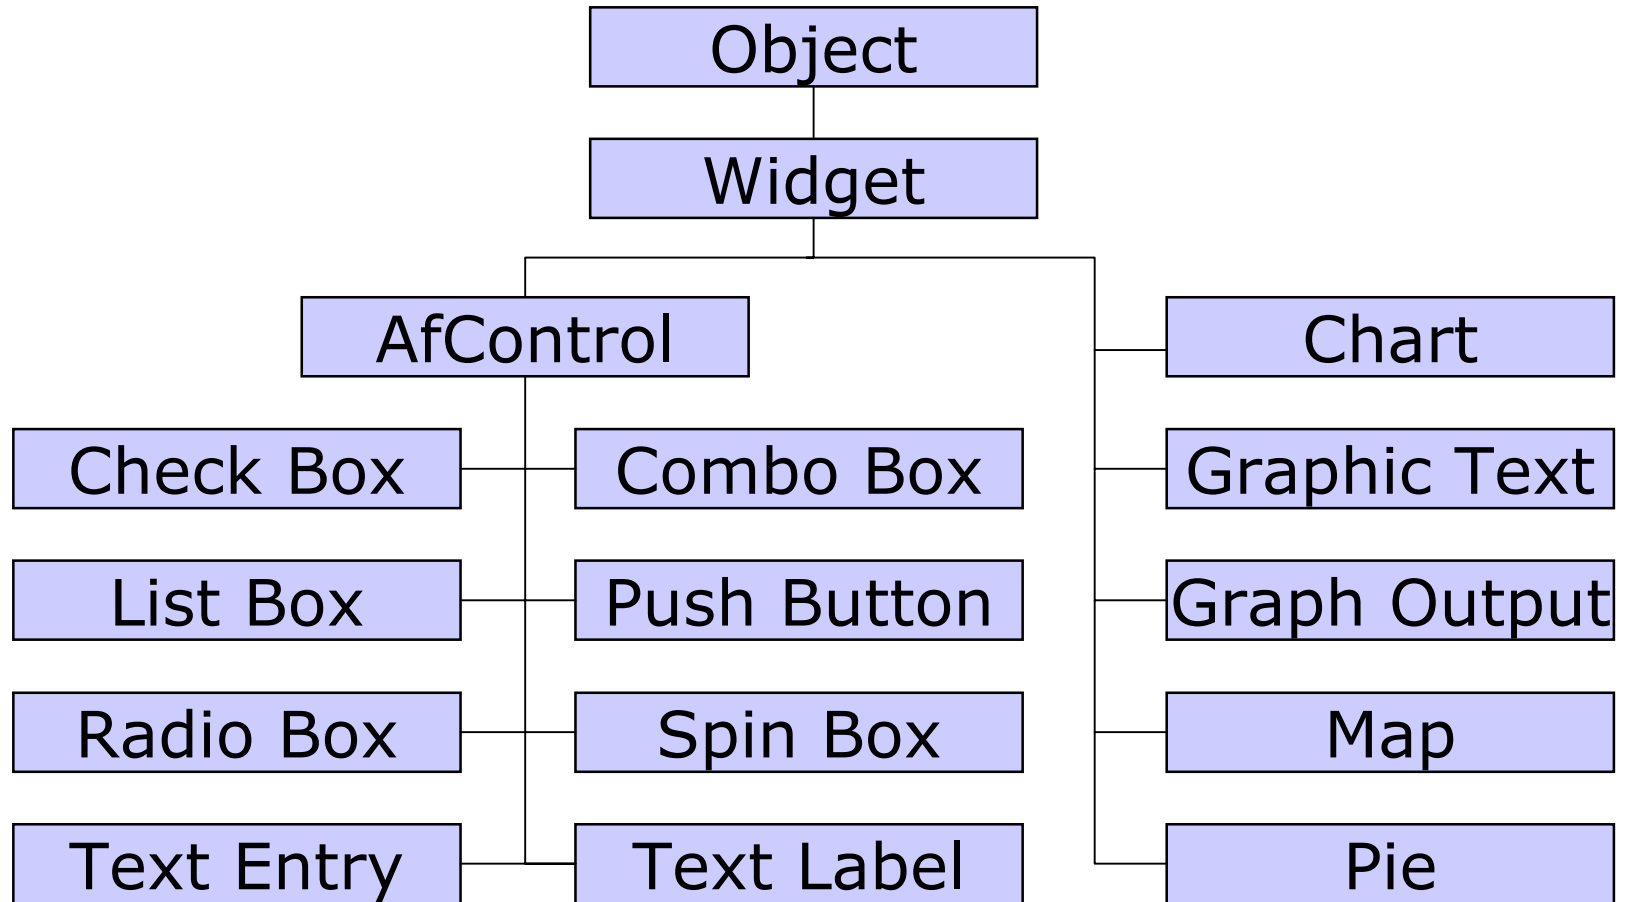 Object
Widget
AfControl
Chart
Check Box
Combo Box
Graphic Text
List Box
Push Button
Graph Output
Radio Box
Spin Box
Map
Text Entry
Text Label
Pie